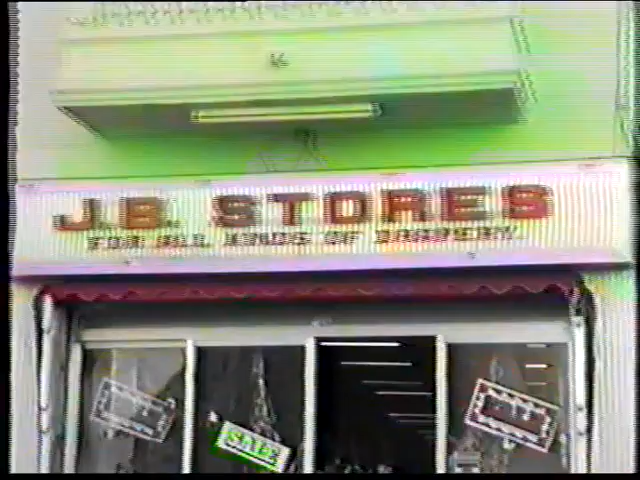 J.B. STORES
FOR ALL KINDS OF DRAPERY.
SALE